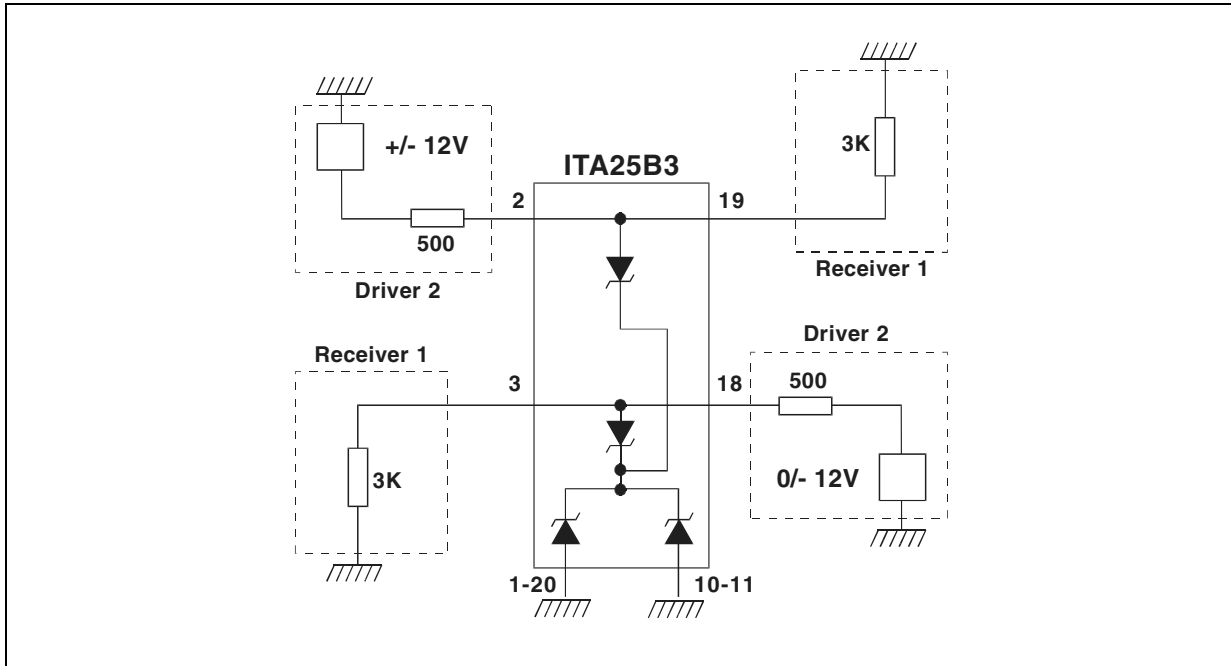 +/- 12V
500
Driver 2
ITA25B3
2
19
3K
Receiver 1
Receiver 1
3K
3
18
Driver 2
500
0/- 12V
1-20
10-11